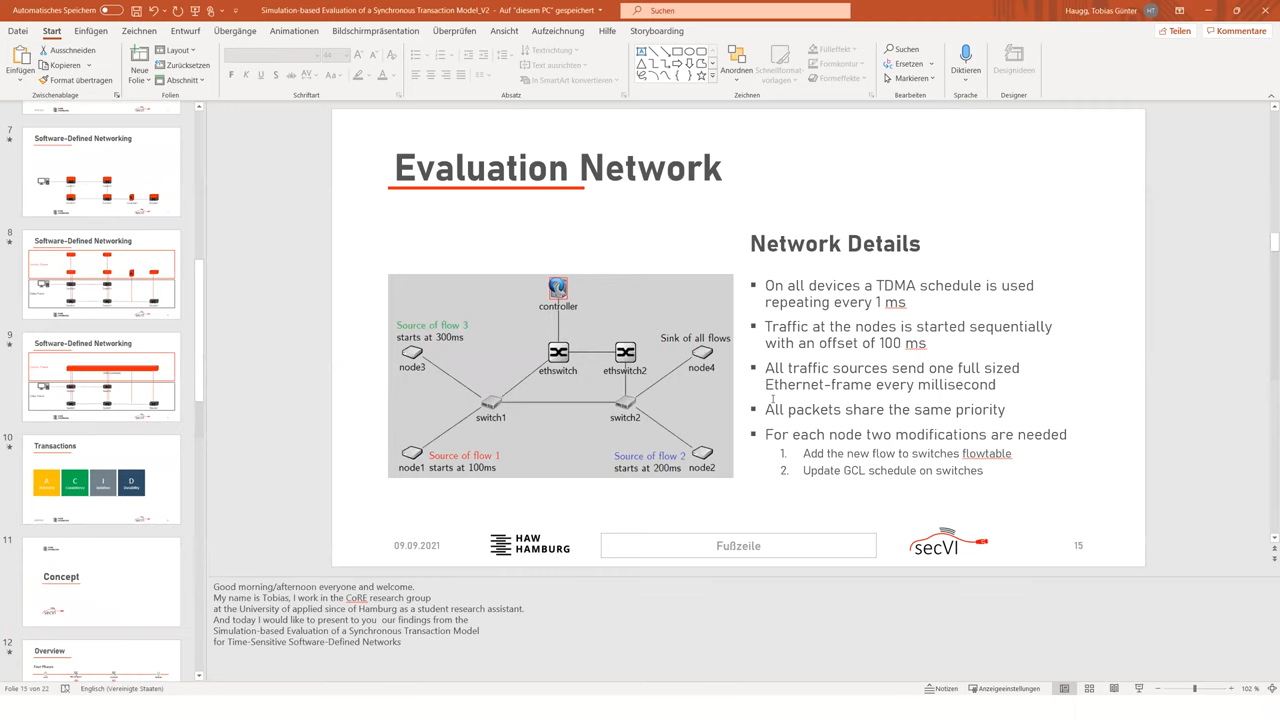 Automatisches Speichern
Simulation-based Evaluation of a Synchronous Transaction Model_V2 - Auf "diesem PC" gespeichert
Suchen
Haugg, Tobias Günter
HT
Datei Start Einfügen Zeichnen Entwurf Übergänge Animationen Bildschirmpräsentation Überprüfen Ansicht Aufzeichnung Hilfe Storyboarding
Teilen Kommentare
Einfügen
Ausschneiden
Kopieren
Format übertragen
Zwischenablage
Neue
Folie
Layout
Zurücksetzen
Abschnitt
Folien
44
F K U S
Schriftart
Textrichtung
Text ausrichten
In SmartArt konvertieren
Absatz
Anordnen
Schnellformat-
vorlagen
Fülleffekt
Formkontur
Formeffekte
Zeichnen
Suchen
Ersetzen
Markieren
Bearbeiten
Diktieren
Sprache
Designideen
Designer
7
Software-Defined Networking
8
Software-Defined Networking
9
Software-Defined Networking
10
Transactions
A C I D
11
Concept
12
Overview
Evaluation Network
controller
Source of flow 3
starts at 300ms
node3
ethswitch
ethswitch2
Sink of all flows
node4
switch1
switch2
node1
Source of flow 1
starts at 100ms
Source of flow 2
starts at 200ms
node2
Network Details
▪ On all devices a TDMA schedule is used
repeating every 1 ms
▪ Traffic at the nodes is started sequentially
with an offset of 100 ms
▪ All traffic sources send one full sized
Ethernet-frame every millisecond
▪ All packets share the same priority
▪ For each node two modifications are needed
1. Add the new flow to switches flowtable
2. Update GCL schedule on switches
09.09.2021
HAW
HAMBURG
Fußzeile
secVI
15
Good morning/afternoon everyone and welcome.
My name is Tobias, I work in the CoRE research group
at the University of applied since of Hamburg as a student research assistant.
And today I would like to present to you our findings from the
Simulation-based Evaluation of a Synchronous Transaction Model
for Time-Sensitive Software-Defined Networks
Folie 15 von 22
Englisch (Vereinigte Staaten)
Notizen
Anzeigeeinstellungen
102 %